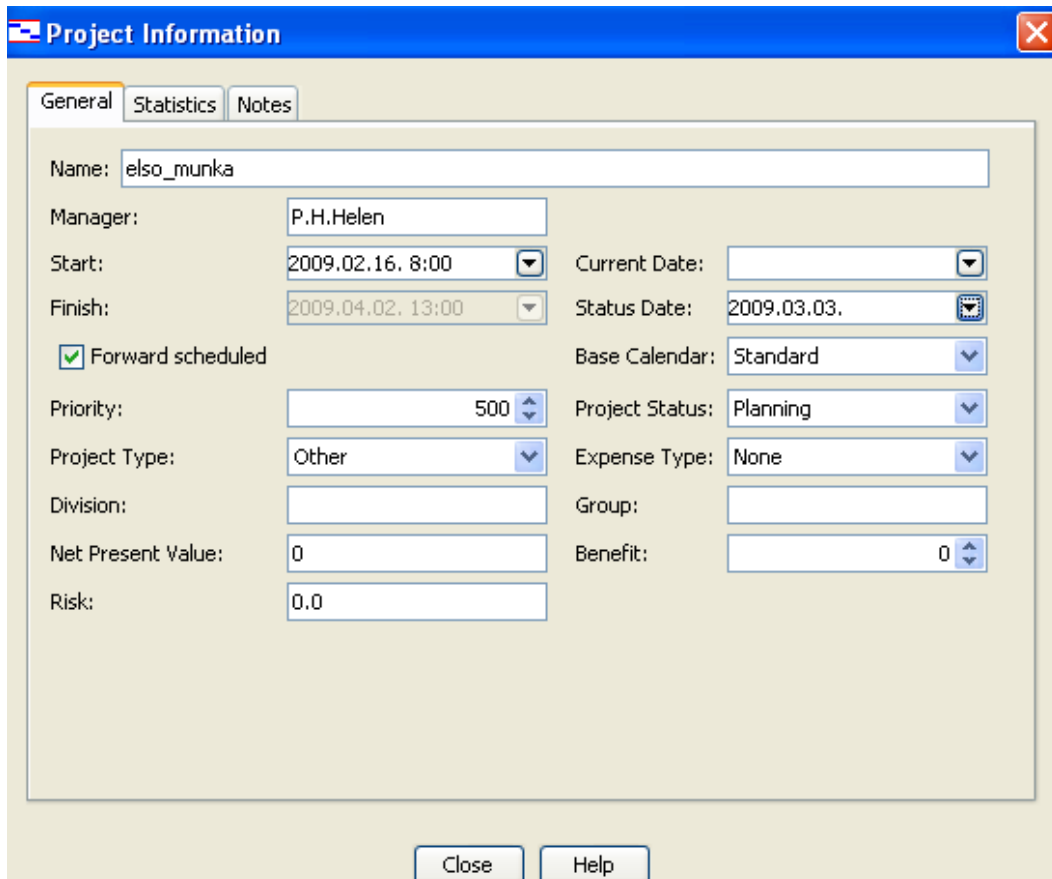 Project Information
General Statistics Notes
Name: elso_munka
Manager: P.H.Helen
Start: 2009.02.16. 8:00 Current Date:
Finish: 2009.04.02. 13:00 Status Date: 2009.03.03.
Forward scheduled Base Calendar: Standard
Priority: 500 Project Status: Planning
Project Type: Other Expense Type: None
Division: Group:
Net Present Value: 0 Benefit: 0
Risk: 0.0
Close Help